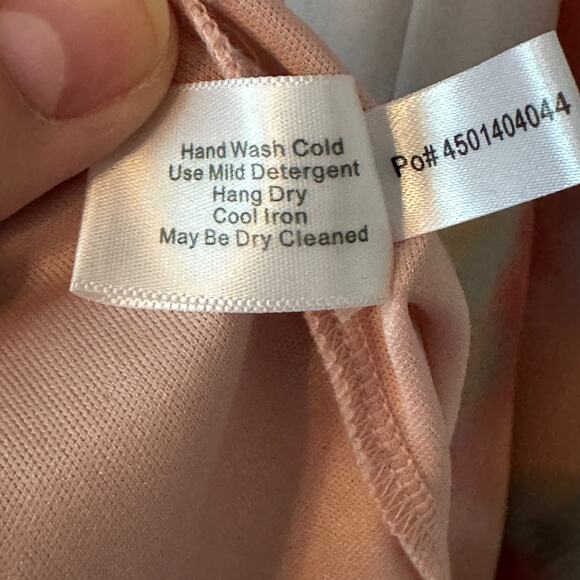 Hand Wash Cold
Use Mild Detergent
Hang Dry
Cool Iron
May Be Dry Cleaned
Po# 4501404044